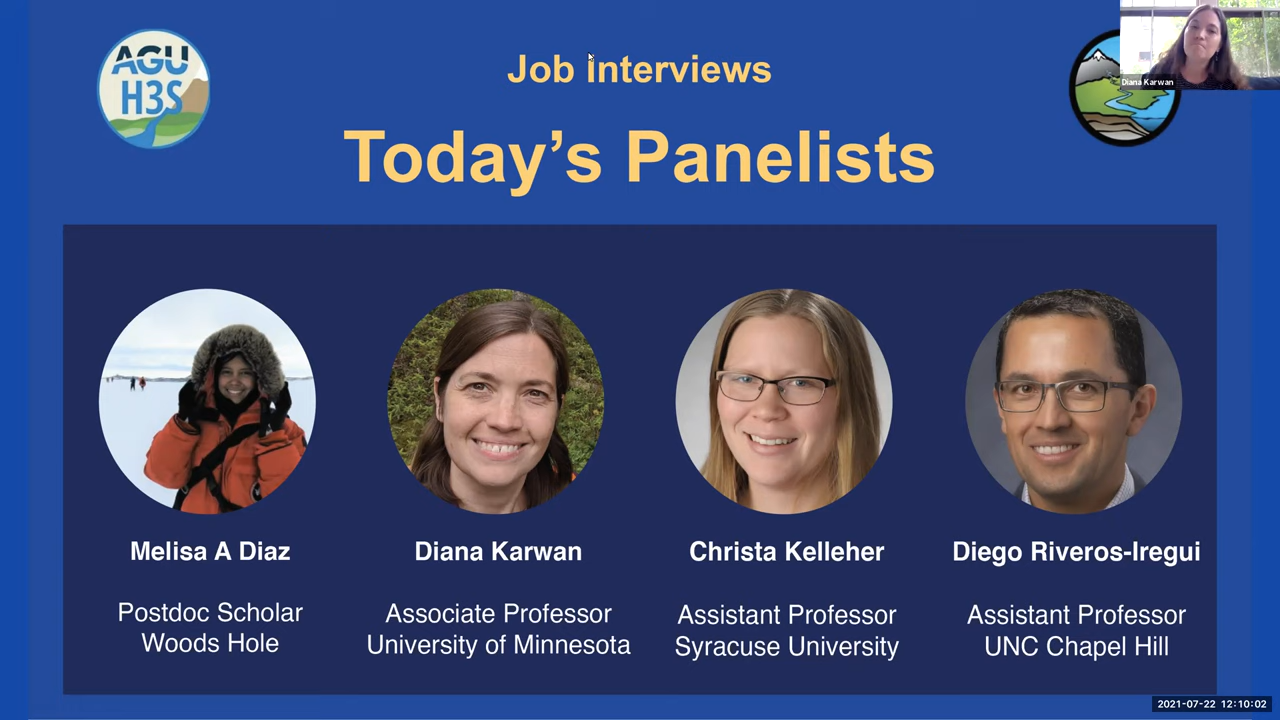 AGU
H3S
Job Interviews
Diana Karwan
Today's Panelists
Melisa A Diaz
Postdoc Scholar
Woods Hole
Diana Karwan
Associate Professor
University of Minnesota
Christa Kelleher
Assistant Professor
Syracuse University
Diego Riveros-Iregui
Assistant Professor
UNC Chapel Hill
2021-07-22 12:10:02